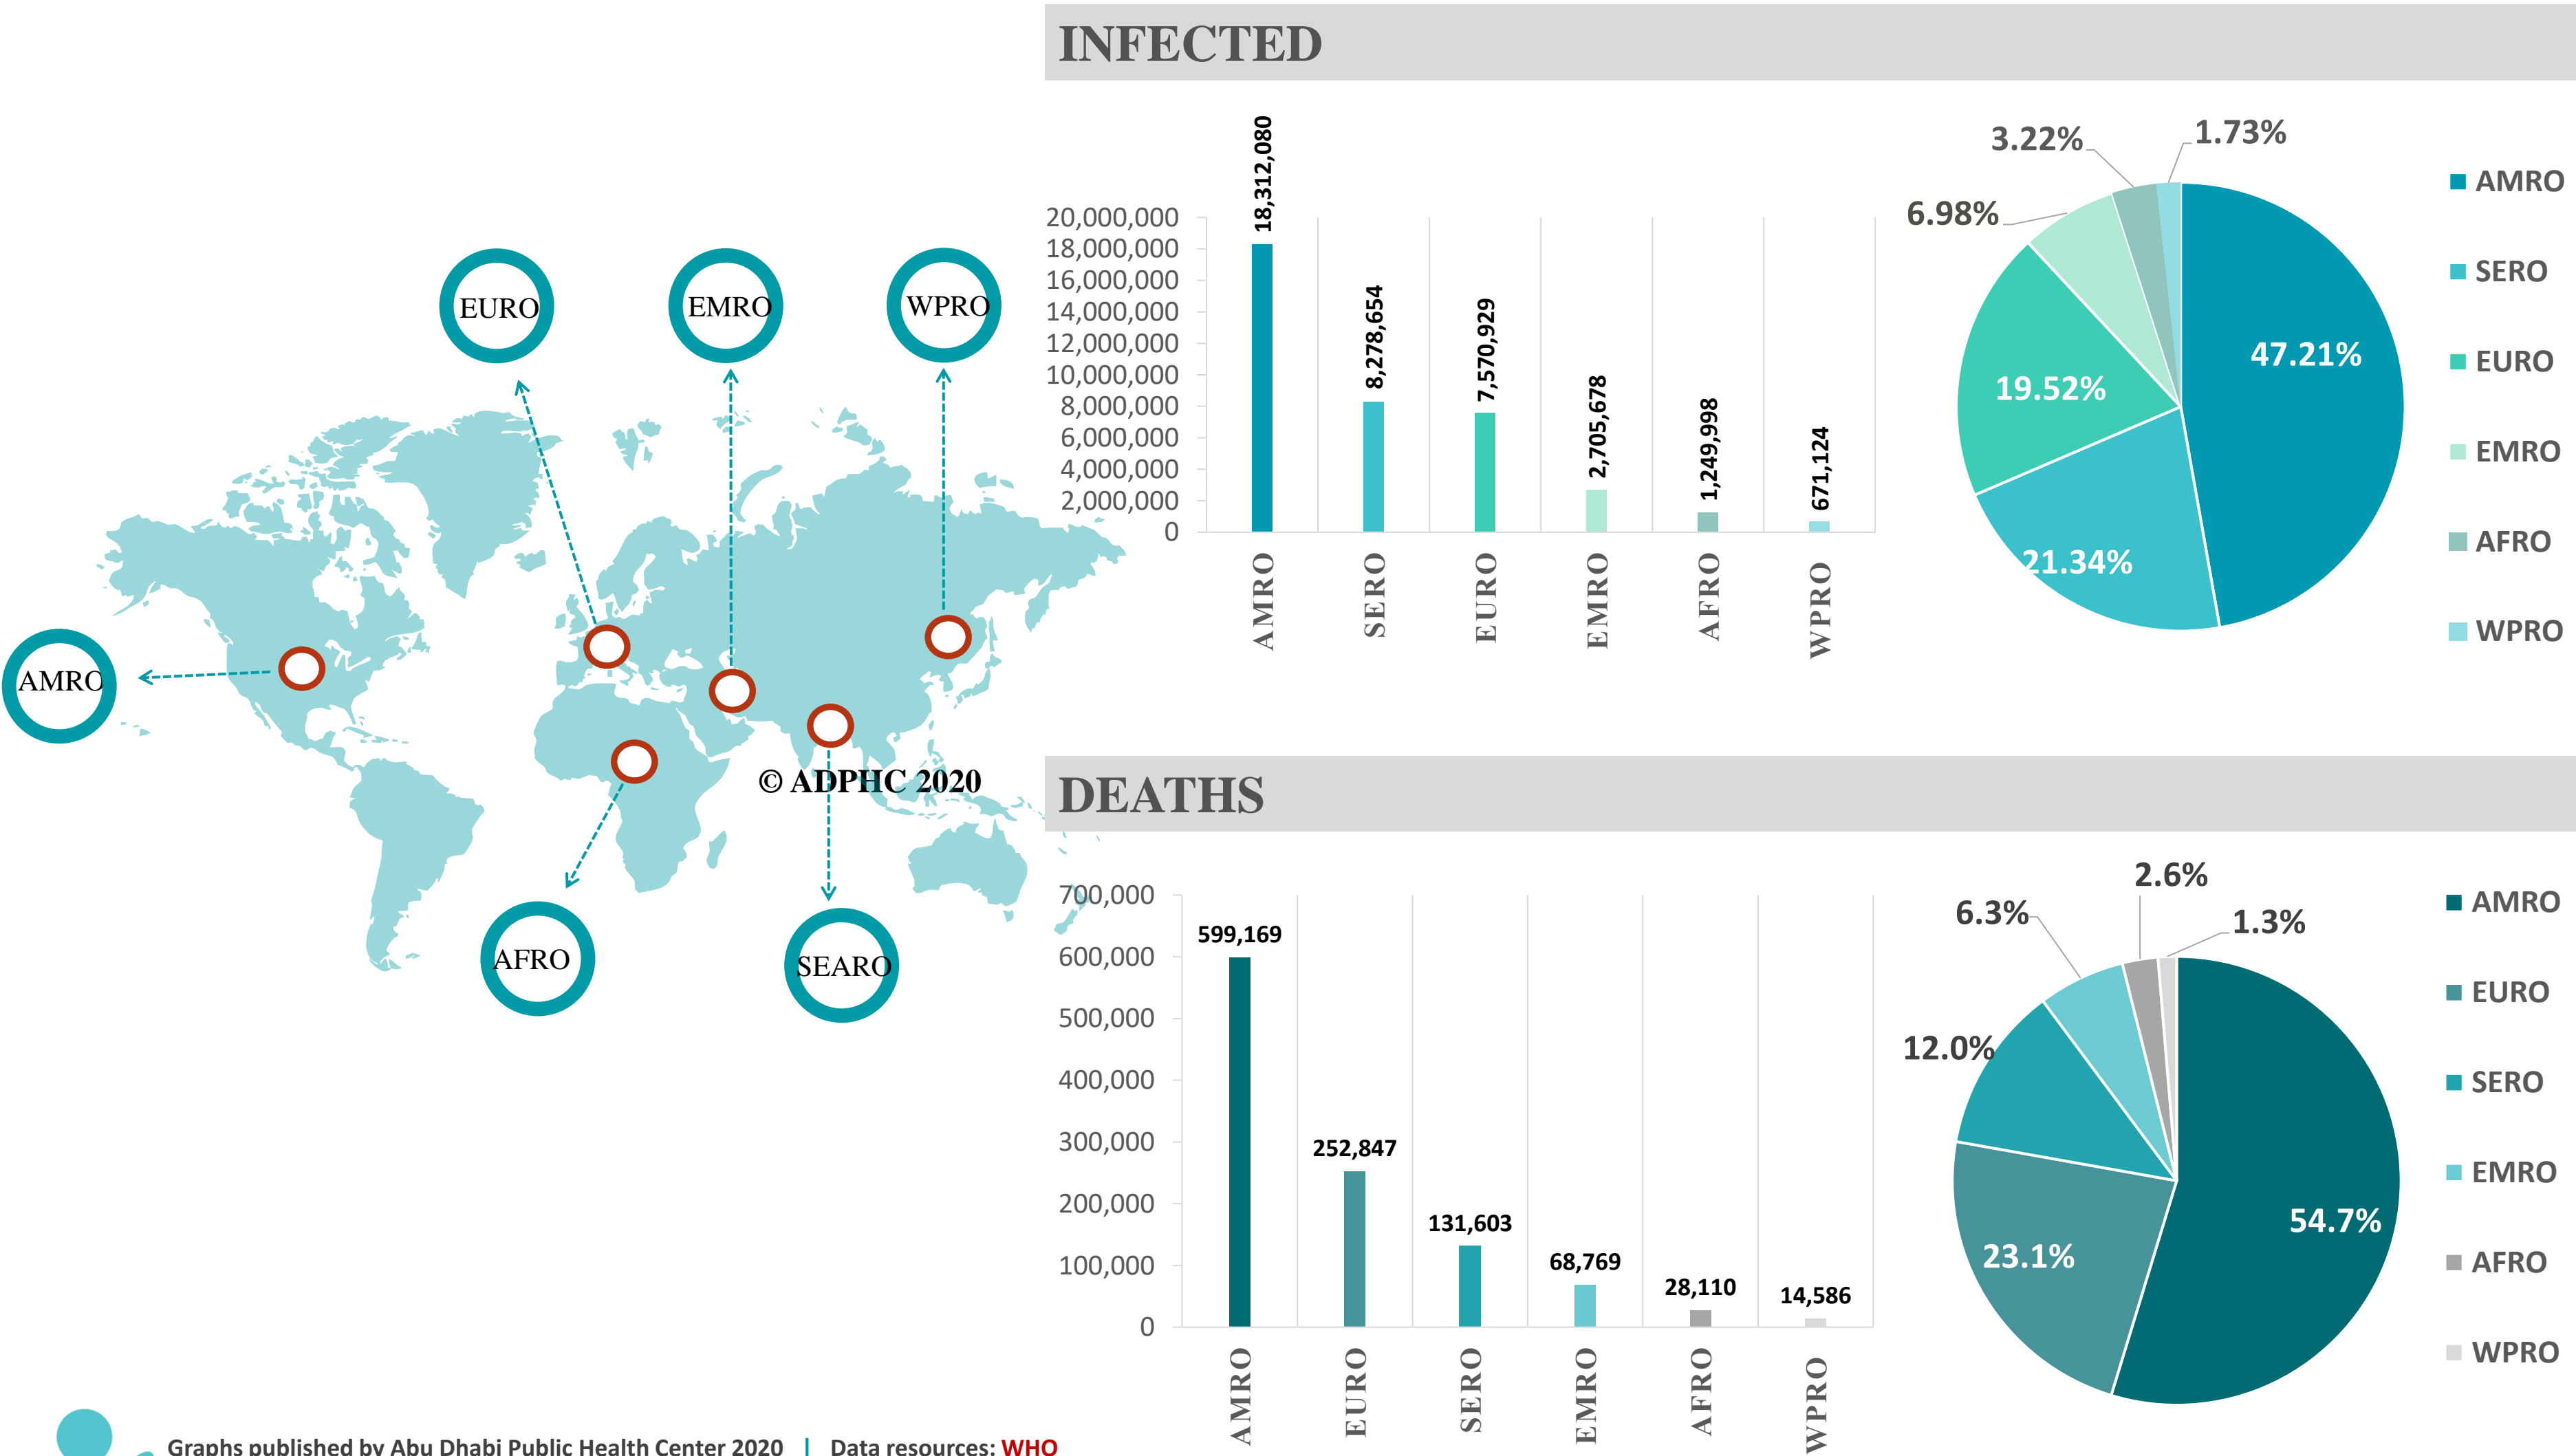 INFECTED
20,000,000
18,000,000
16,000,000
14,000,000
12,000,000
10,000,000
8,000,000
6,000,000
4,000,000
2,000,000
0
18,312,080
8,278,654
7,570,929
2,705,678
1,249,998
671,124
AMRO
SERO
EURO
EMRO
AFRO
WPRO
3.22%
1.73%
6.98%
47.21%
19.52%
21.34%
AMRO
SERO
EURO
EMRO
AFRO
WPRO
EURO
EMRO
WPRO
AMRO
© ADPHC 2020
AFRO
SEARO
DEATHS
700,000
600,000
500,000
400,000
300,000
200,000
100,000
0
599,169
252,847
131,603
68,769
28,110
14,586
AMRO
EURO
SERO
EMRO
AFRO
WPRO
2.6%
6.3%
1.3%
12.0%
54.7%
23.1%
AMRO
EURO
SERO
EMRO
AFRO
WPRO
Graphs published by Abu Dhabi Public Health Center 2020 | Data resources: WHO